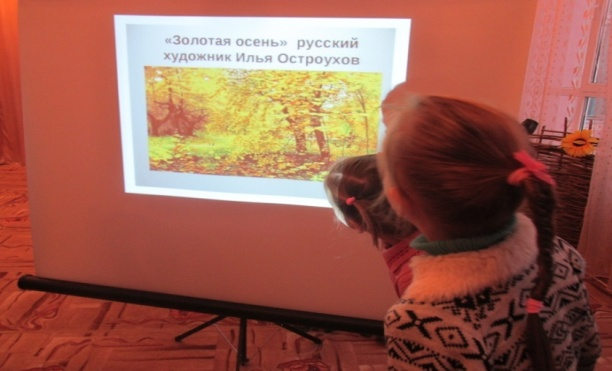 «Золотая осень» русский
художник Илья Остроухов